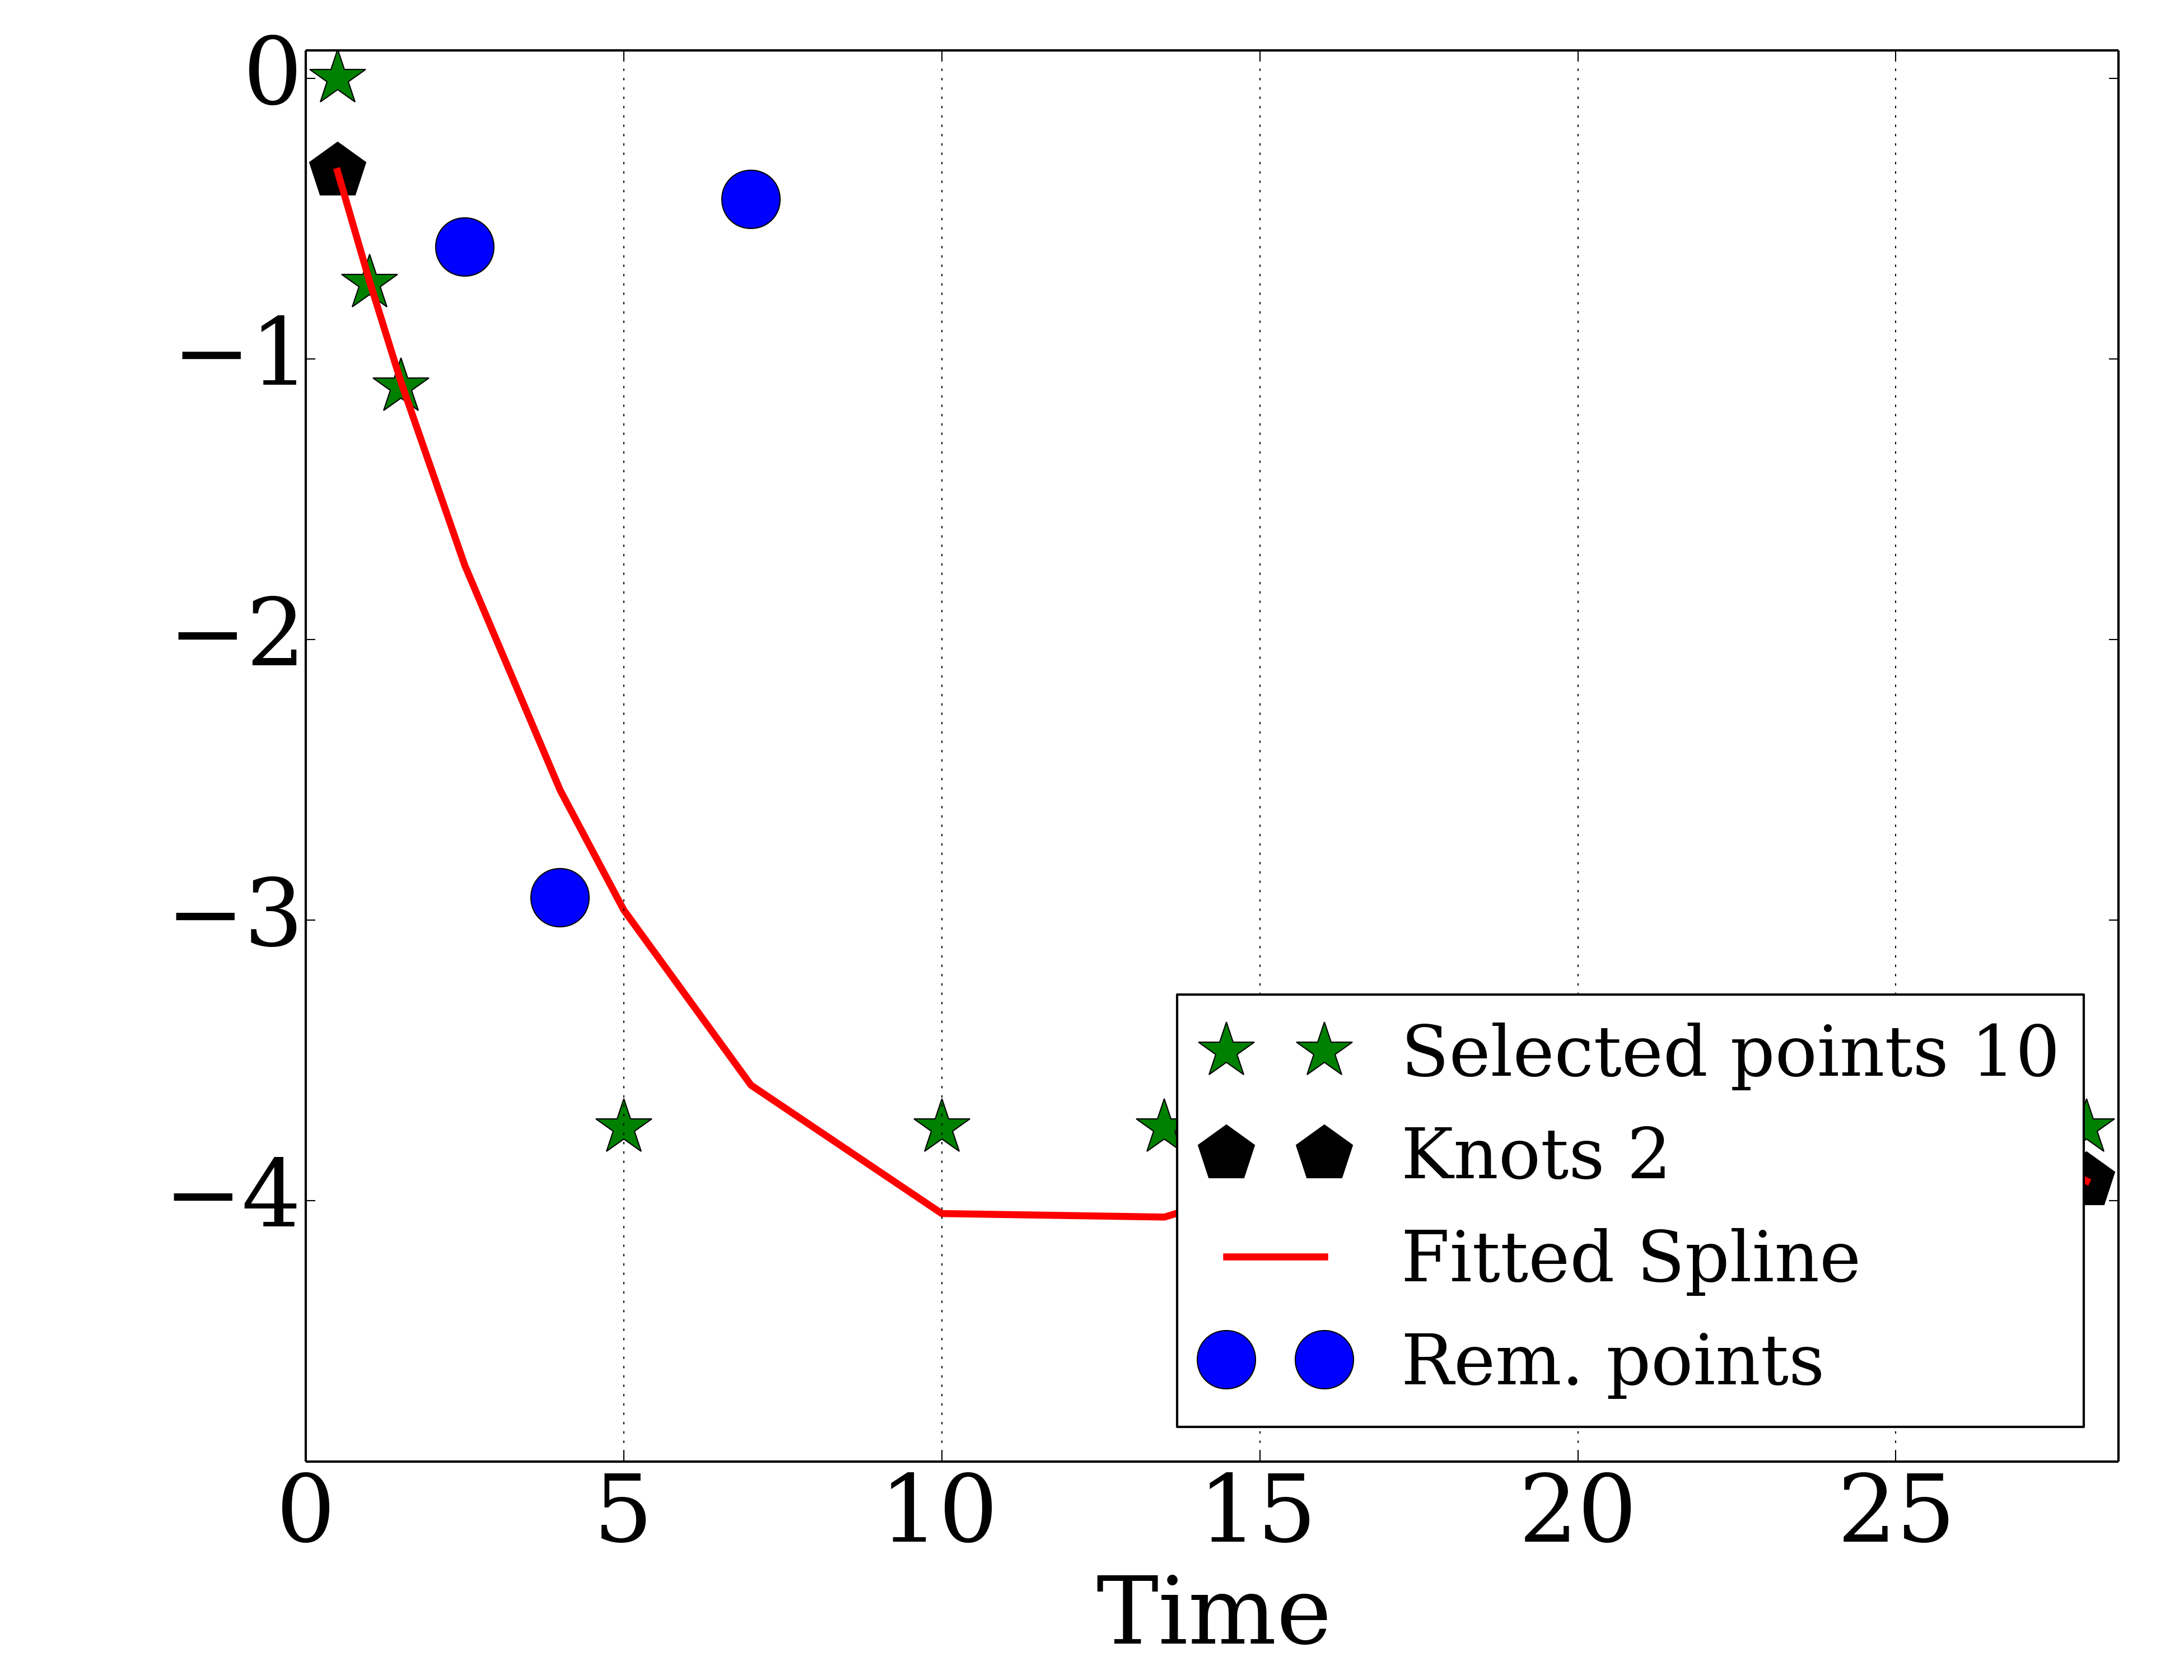 0
−1
−2
−3
−4
Selected points 10
Knots 2
Fitted Spline
Rem. points
0 5 10 15 20 25
Time